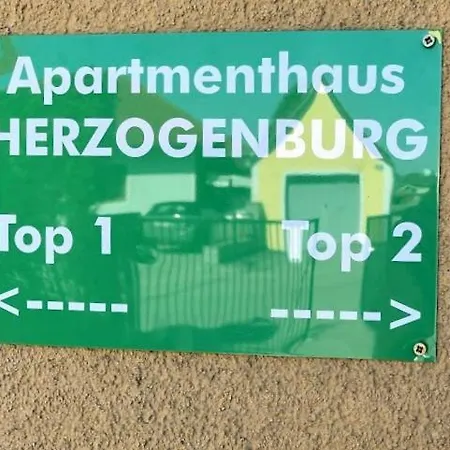 Apartmenthaus
HERZOGENBURG
Top 1 Top 2
<----- ----->